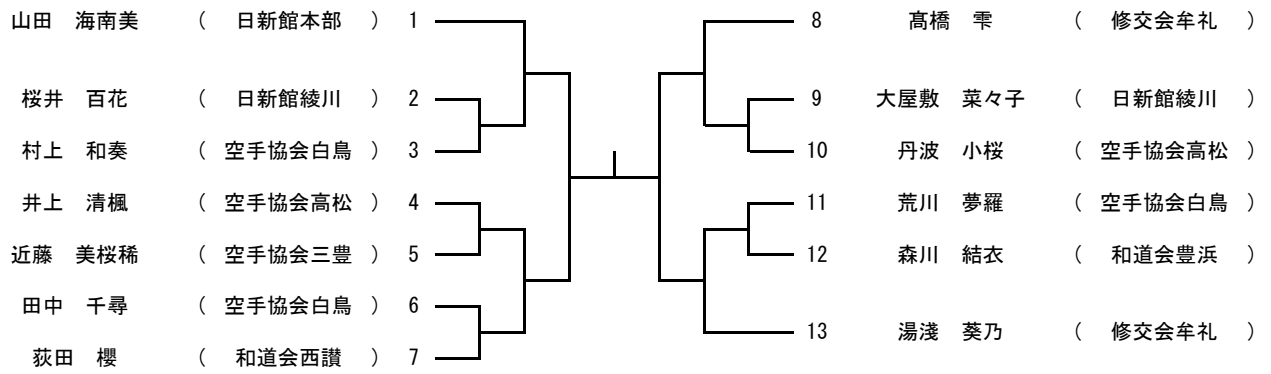 山田 海南美 ( 日新館本部 ) 1
桜井 百花 ( 日新館綾川 ) 2
村上 和奏 ( 空手協会白鳥 ) 3
井上 清楓 ( 空手協会高松 ) 4
近藤 美桜稀 ( 空手協会三豊 ) 5
田中 千尋 ( 空手協会白鳥 ) 6
荻田 櫻 ( 和道会西讃 ) 7
8 髙橋 雫 ( 修交会牟礼 )
9 大屋敷 菜々子 ( 日新館綾川 )
10 丹波 小桜 ( 空手協会高松 )
11 荒川 夢羅 ( 空手協会白鳥 )
12 森川 結衣 ( 和道会豊浜 )
13 湯淺 葵乃 ( 修交会牟礼 )